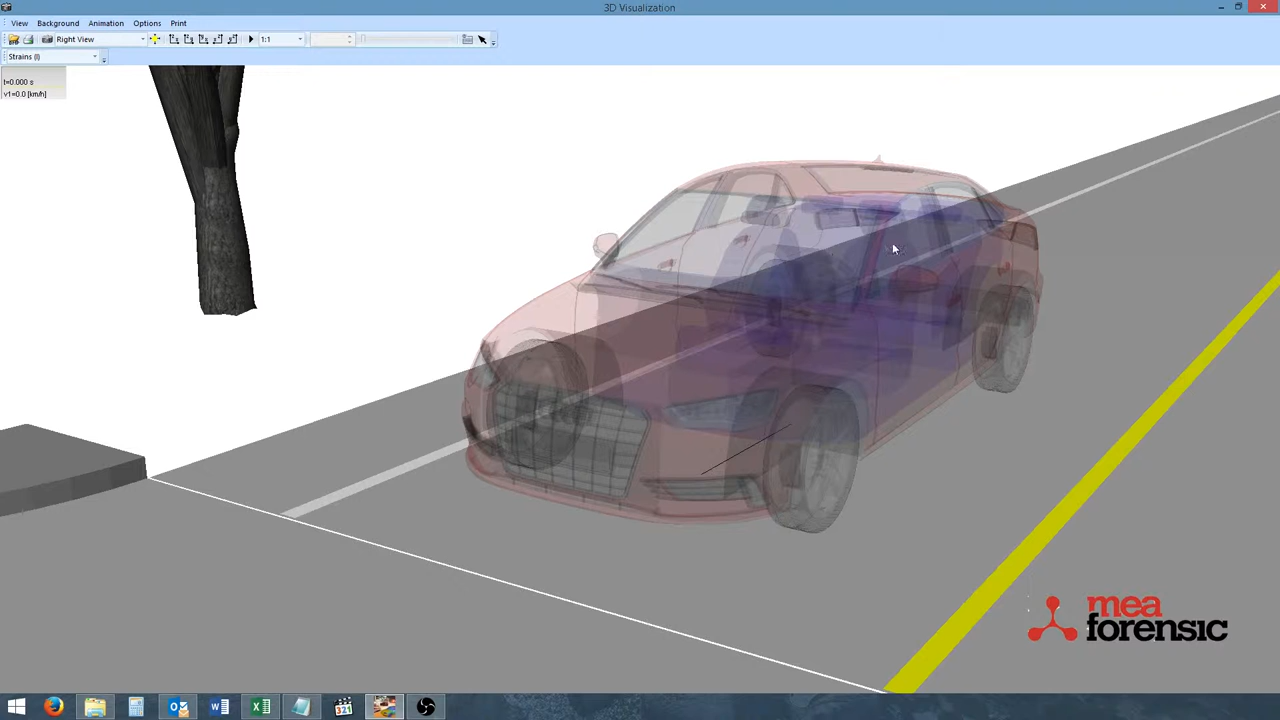 3D Visualization
View Background Animation Options Print
Right View 1:1
Strains (l)
t=0.000 s
v1=0.0 [km/h]
mea
forensic